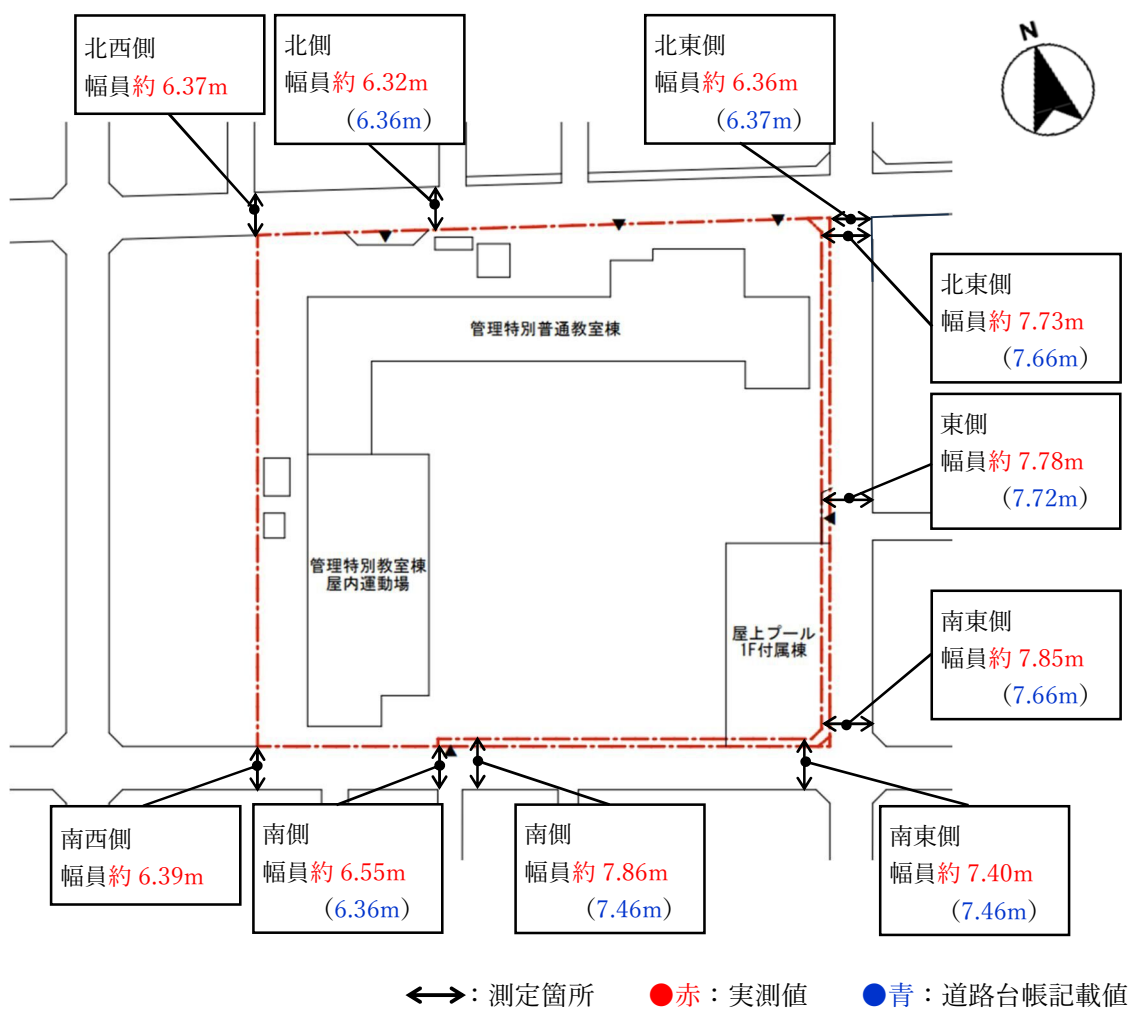 北西側
幅員約 6.37m
北側
幅員約 6.32m
（6.36m）
北東側
幅員約 6.36m
（6.37m）
N
北東側
幅員約 7.73m
（7.66m）
管理特別普通教室棟
東側
幅員約 7.78m
（7.72m）
管理特別教室棟
屋内運動場
屋上プール
1F付属棟
南東側
幅員約 7.85m
（7.66m）
南西側
幅員約 6.39m
南側
幅員約 6.55m
（6.36m）
南側
幅員約 7.86m
（7.46m）
南東側
幅員約 7.40m
（7.46m）
：測定箇所 ●赤：実測値 ●青：道路台帳記載値